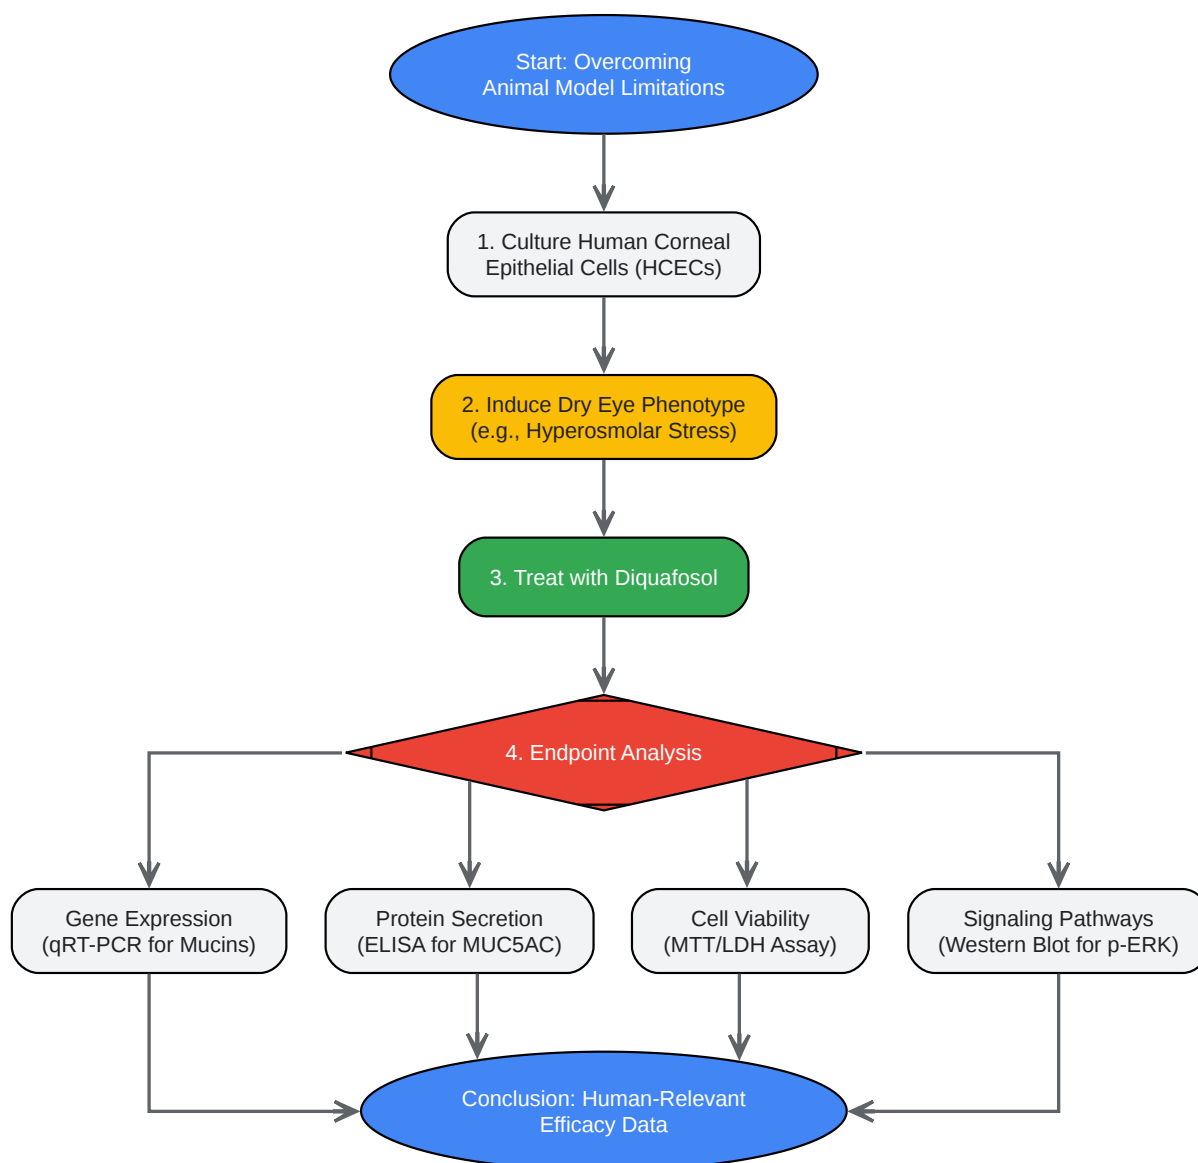 Start: Overcoming
Animal Model Limitations
1. Culture Human Corneal
Epithelial Cells (HCECs)
2. Induce Dry Eye Phenotype
(e.g., Hyperosmolar Stress)
3. Treat with Diquafosol
4. Endpoint Analysis
Gene Expression
(qRT-PCR for Mucins)
Protein Secretion
(ELISA for MUC5AC)
Cell Viability
(MTT/LDH Assay)
Signaling Pathways
(Western Blot for p-ERK)
Conclusion: Human-Relevant
Efficacy Data